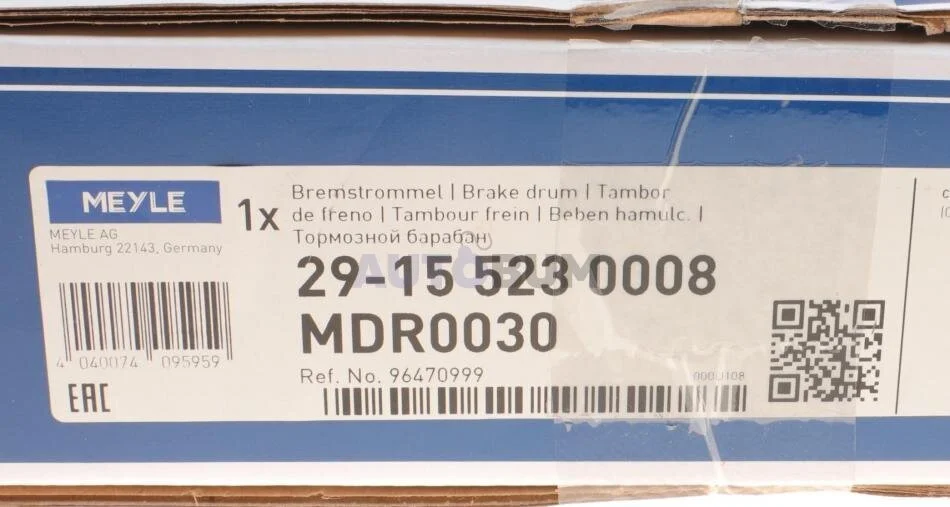 MEYLE
MEYLE AG
Hamburg 22143, Germany
1x
Bremstrommel | Brake drum | Tambor
de freno | Tambour frein | Beben hamulc. |
Тормозной барабан
AUTOBUM
29-15 523 0008
MDR0030
Ref. No. 96470999
4 040074 095959
EAC